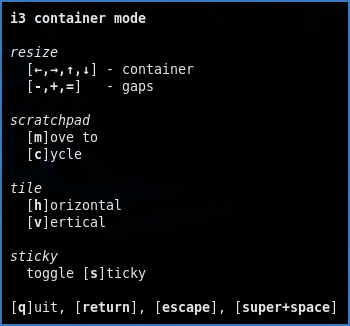 i3 container mode
resize
[←,→,↑,↓] - container
[-,+,=]   - gaps
scratchpad
[m]ove to
[c]ycle
tile
[h]orizontal
[v]ertical
sticky
toggle [s]ticky
[q]uit, [return], [escape], [super+space]